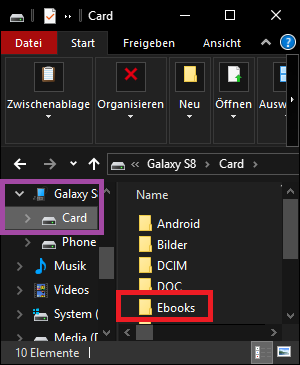 Card
Datei Start Freigeben Ansicht
Zwischenablage Organisieren Neu Öffnen Ausw
Galaxy S8 Card
Galaxy S8
Card
Phone
Musik
Videos
System (
Media ([
Name
Android
Bilder
DCIM
DOC
Ebooks
10 Elemente